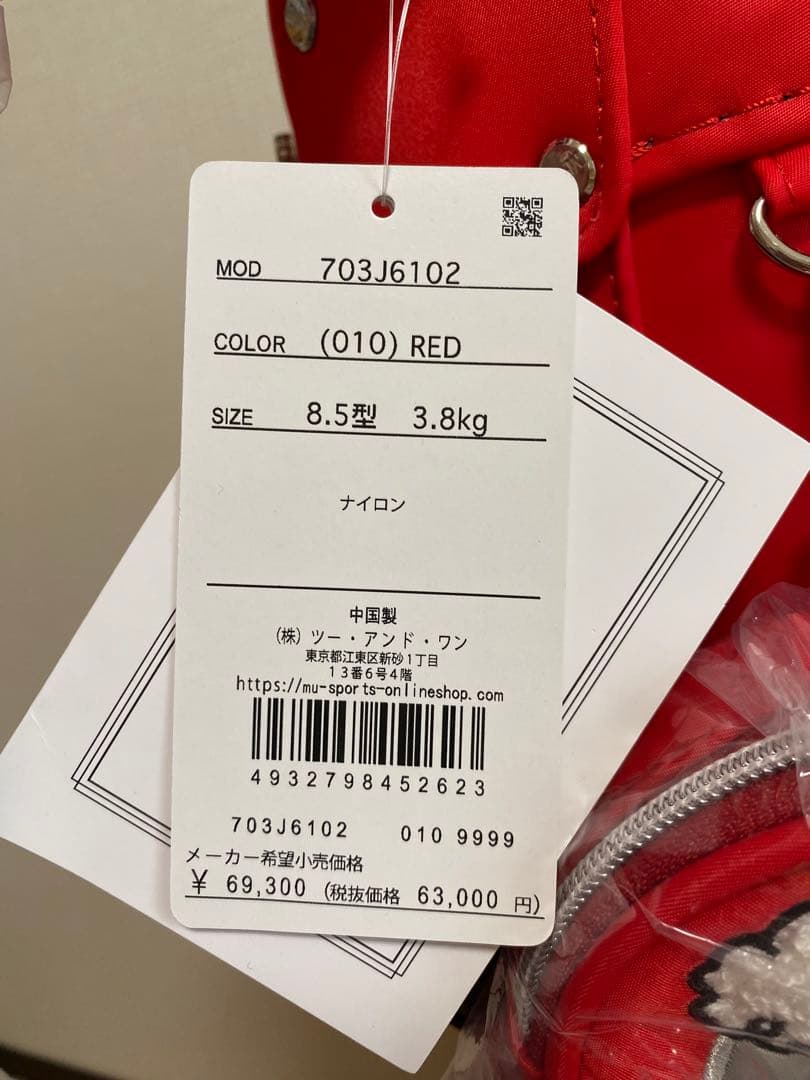 MOD 703J6102
COLOR (010) RED
SIZE 8.5型 3.8kg
ナイロン
中国製
(株) ツー・アンド・ワン
東京都江東区新砂1丁目
13番6号4階
https://mu-sports-onlineshop.com
4932798452623
703J6102 010 9999
メーカー希望小売価格
¥ 69,300 (税抜価格 63,000 円)